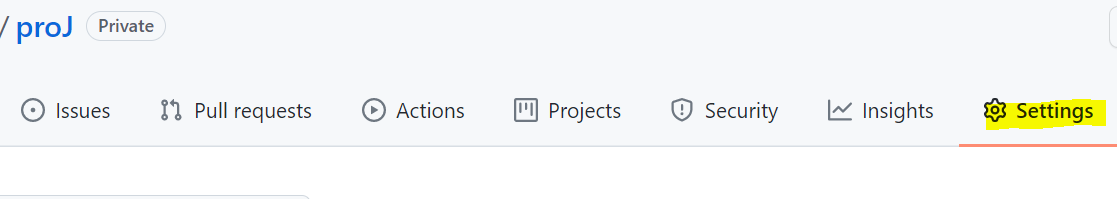 / proJ Private
Issues Pull requests Actions Projects Security Insights Settings